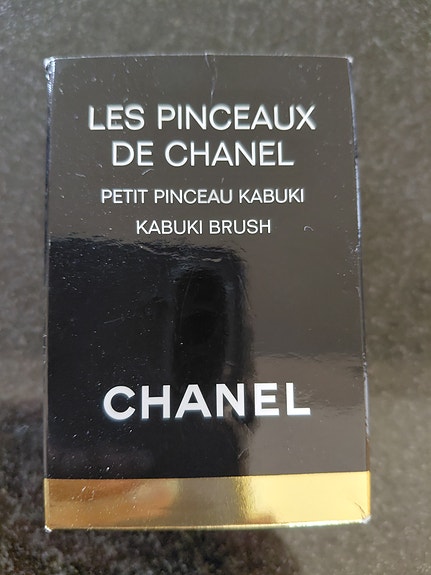 LES PINCEAUX
DE CHANEL
PETIT PINCEAU KABUKI
KABUKI BRUSH
CHANEL